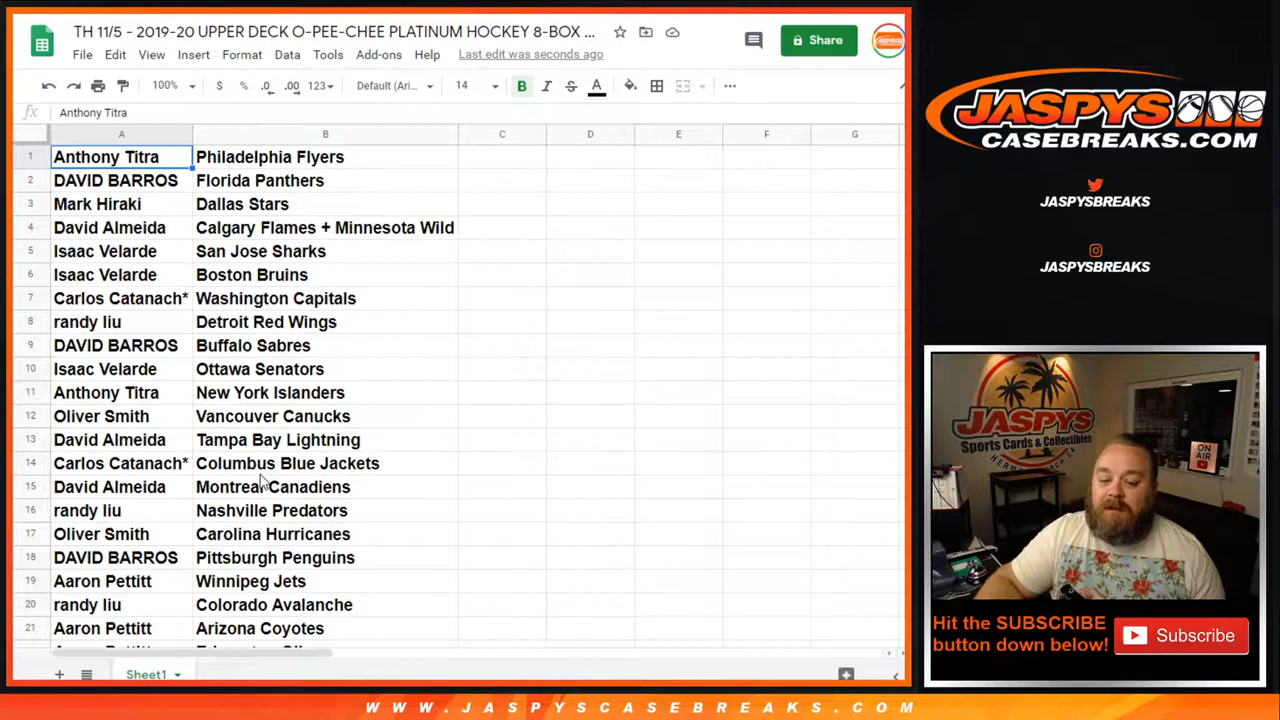 TH 11/5 - 2019-20 UPPER DECK O-PEE-CHEE PLATINUM HOCKEY 8-BOX ...
File Edit View Insert Format Data Tools Add-ons Help Last edit was seconds ago
Share
100% $ % .0 .00 123 Default (Ari... 14 B I S A ...
fx Anthony Titra
A B C D E F G
1 Anthony Titra Philadelphia Flyers
2 DAVID BARROS Florida Panthers
3 Mark Hiraki Dallas Stars
4 David Almeida Calgary Flames + Minnesota Wild
5 Isaac Velarde San Jose Sharks
6 Isaac Velarde Boston Bruins
7 Carlos Catanach* Washington Capitals
8 randy liu Detroit Red Wings
9 DAVID BARROS Buffalo Sabres
10 Isaac Velarde Ottawa Senators
11 Anthony Titra New York Islanders
12 Oliver Smith Vancouver Canucks
13 David Almeida Tampa Bay Lightning
14 Carlos Catanach* Columbus Blue Jackets
15 David Almeida Montreal Canadiens
16 randy liu Nashville Predators
17 Oliver Smith Carolina Hurricanes
18 DAVID BARROS Pittsburgh Penguins
19 Aaron Pettitt Winnipeg Jets
20 randy liu Colorado Avalanche
21 Aaron Pettitt Arizona Coyotes
Sheet1
JASPYS
CASEBREAKS.COM
JASPYSBREAKS
JASPYSBREAKS
JASPYS
Sports Cards & Collectibles
ON AIR
Hit the SUBSCRIBE
button down below!
Subscribe
WWW.JASPYSCASEBREAKS.COM